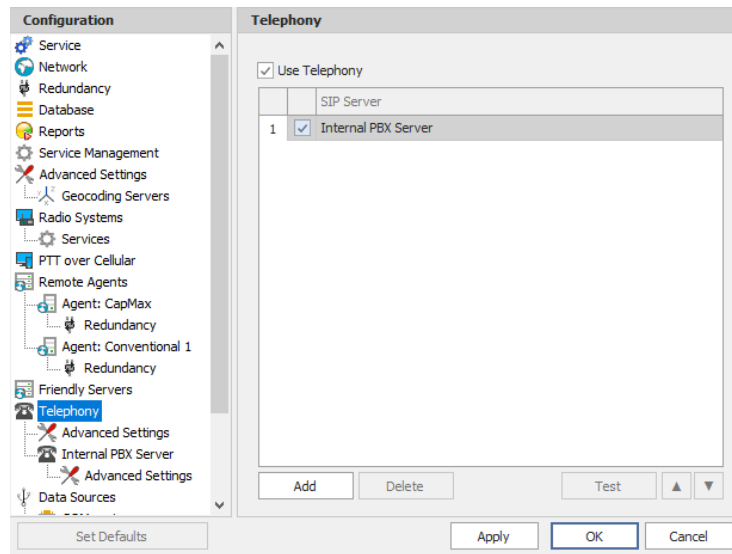 Configuration
Service
Network
Redundancy
Database
Reports
Service Management
Advanced Settings
Geocoding Servers
Radio Systems
Services
PTT over Cellular
Remote Agents
Agent: CapMax
Redundancy
Agent: Conventional 1
Redundancy
Friendly Servers
Telephony
Advanced Settings
Internal PBX Server
Advanced Settings
Data Sources
Set Defaults
Telephony
Use Telephony
SIP Server
1 Internal PBX Server
Add Delete Test
Apply OK Cancel